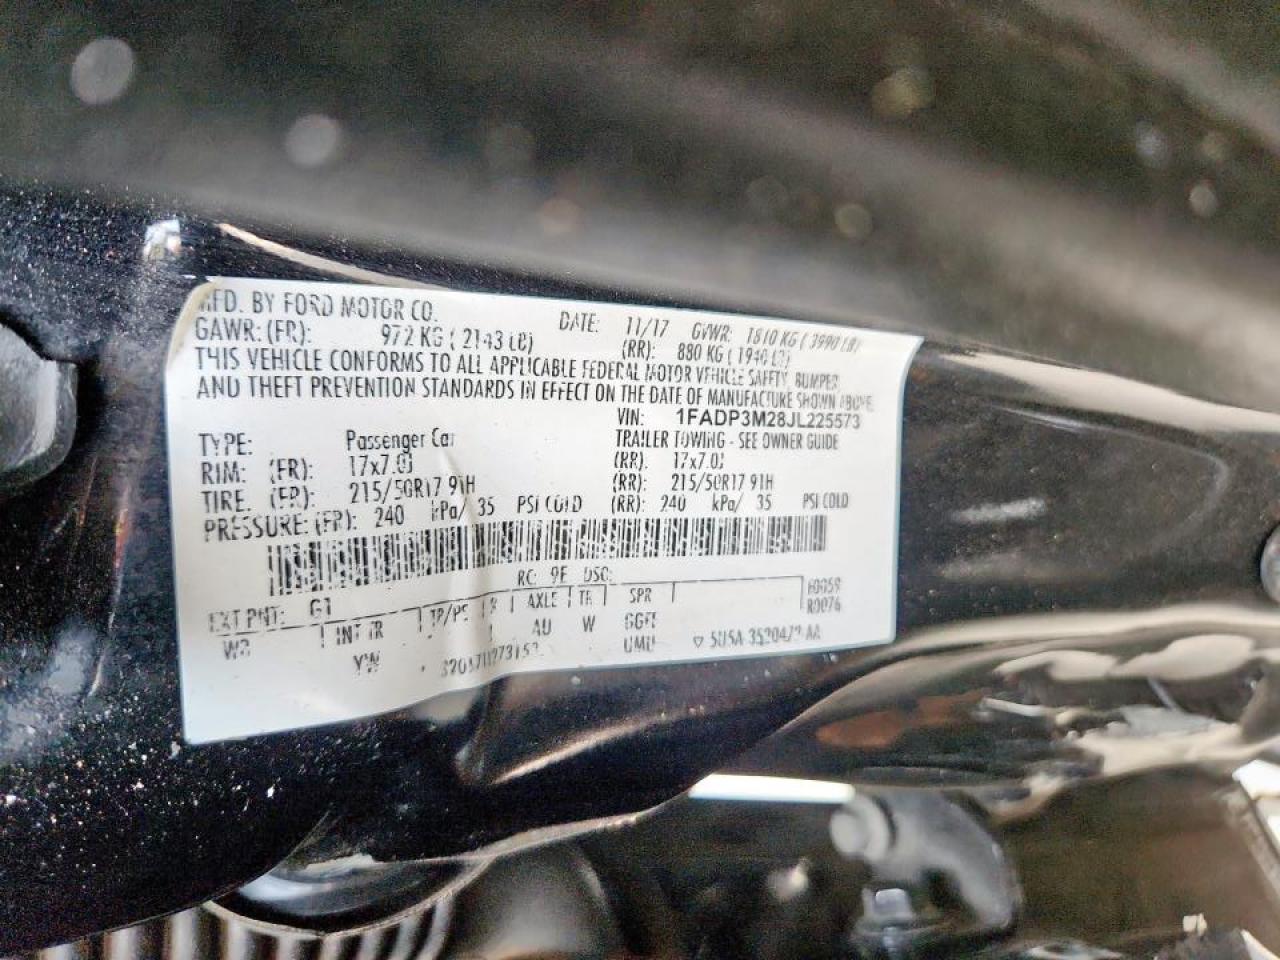 MFD. BY FORD MOTOR CO. DATE: 11/17 GVWR: 1810 KG ( 3990 LB)
GAWR: (FR): 972 KG ( 2143 LB) (RR): 880 KG ( 1940 LB)
THIS VEHICLE CONFORMS TO ALL APPLICABLE FEDERAL MOTOR VEHICLE SAFETY, BUMPER,
AND THEFT PREVENTION STANDARDS IN EFFECT ON THE DATE OF MANUFACTURE SHOWN ABOVE.
VIN: 1FADP3M28JL225573
TYPE: Passenger Car TRAILER TOWING - SEE OWNER GUIDE
RIM: (FR): 17x7.0J (RR): 17x7.0J
TIRE: (FR): 215/50R17 91H (RR): 215/50R17 91H
PRESSURE: (FR): 240 kPa/ 35 PSI COLD (RR): 240 kPa/ 35 PSI COLD
RC: 9E DSO:
EXT PNT: G1 F0059
WB INT TR TP/PS R AXLE TR SPR R0076
YW AU W GGFF
UMU